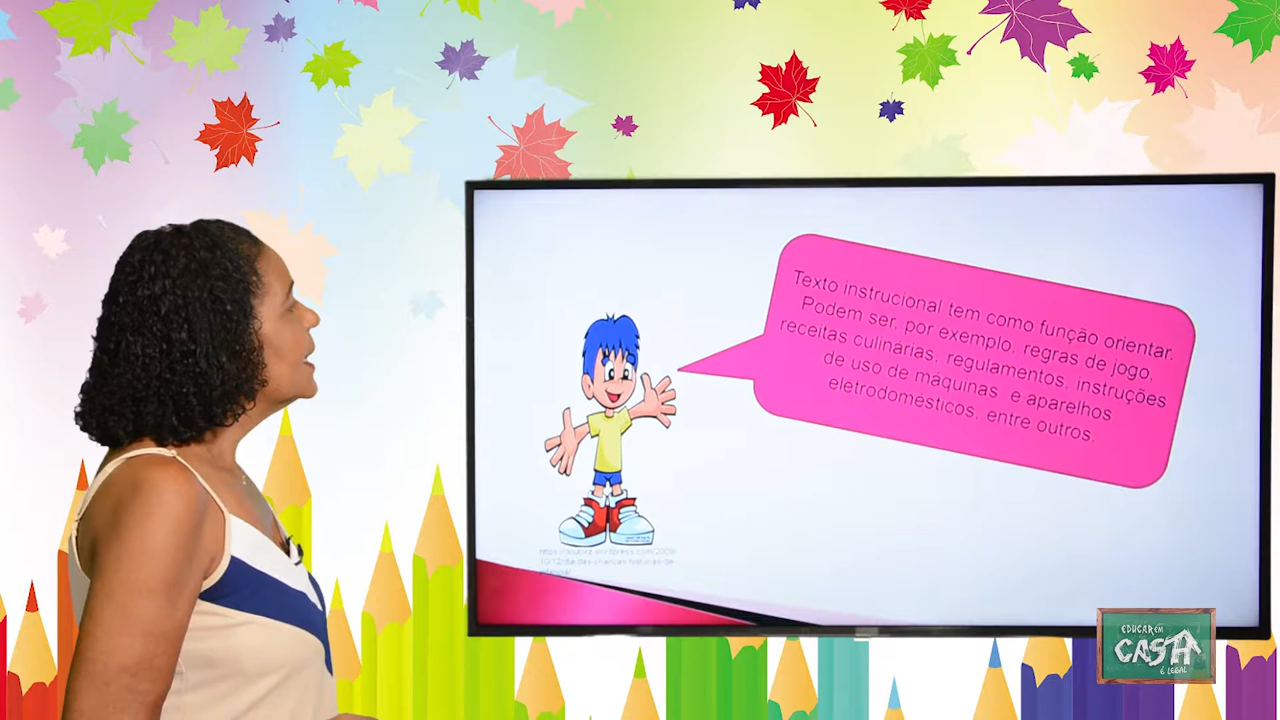 Texto instrucional tem como função orientar.
Podem ser, por exemplo, regras de jogo,
receitas culinárias, regulamentos, instruções
de uso de máquinas e aparelhos
eletrodomésticos, entre outros.
EDUCAR EM
CASA
É LEGAL